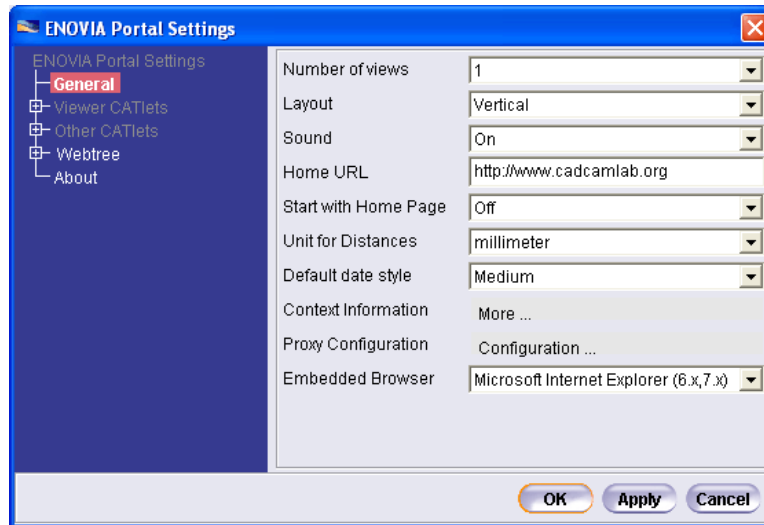 ENOVIA Portal Settings
ENOVIA Portal Settings
General
Viewer CATlets
Other CATlets
Webtree
About
Number of views 1
Layout Vertical
Sound On
Home URL http://www.cadcamlab.org
Start with Home Page Off
Unit for Distances millimeter
Default date style Medium
Context Information More ...
Proxy Configuration Configuration ...
Embedded Browser Microsoft Internet Explorer (6.x,7.x)
OK Apply Cancel